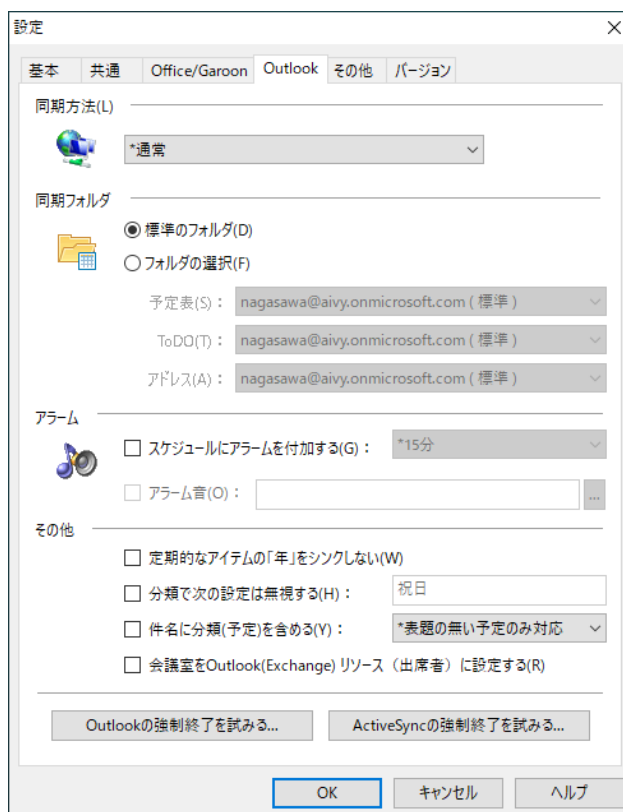 設定
基本 共通 Office/Garoon Outlook その他 バージョン
同期方法(L)
*通常
同期フォルダ
標準のフォルダ(D)
フォルダの選択(F)
予定表(S)： nagasawa@aivy.onmicrosoft.com ( 標準 )
ToDO(T)： nagasawa@aivy.onmicrosoft.com ( 標準 )
アドレス(A)： nagasawa@aivy.onmicrosoft.com ( 標準 )
アラーム
スケジュールにアラームを付加する(G)： *15分
アラーム音(O)： ...
その他
定期的なアイテムの「年」をシンクしない(W)
分類で次の設定は無視する(H)： 祝日
件名に分類(予定)を含める(Y)： *表題の無い予定のみ対応
会議室をOutlook(Exchange) リソース（出席者）に設定する(R)
Outlookの強制終了を試みる... ActiveSyncの強制終了を試みる...
OK キャンセル ヘルプ